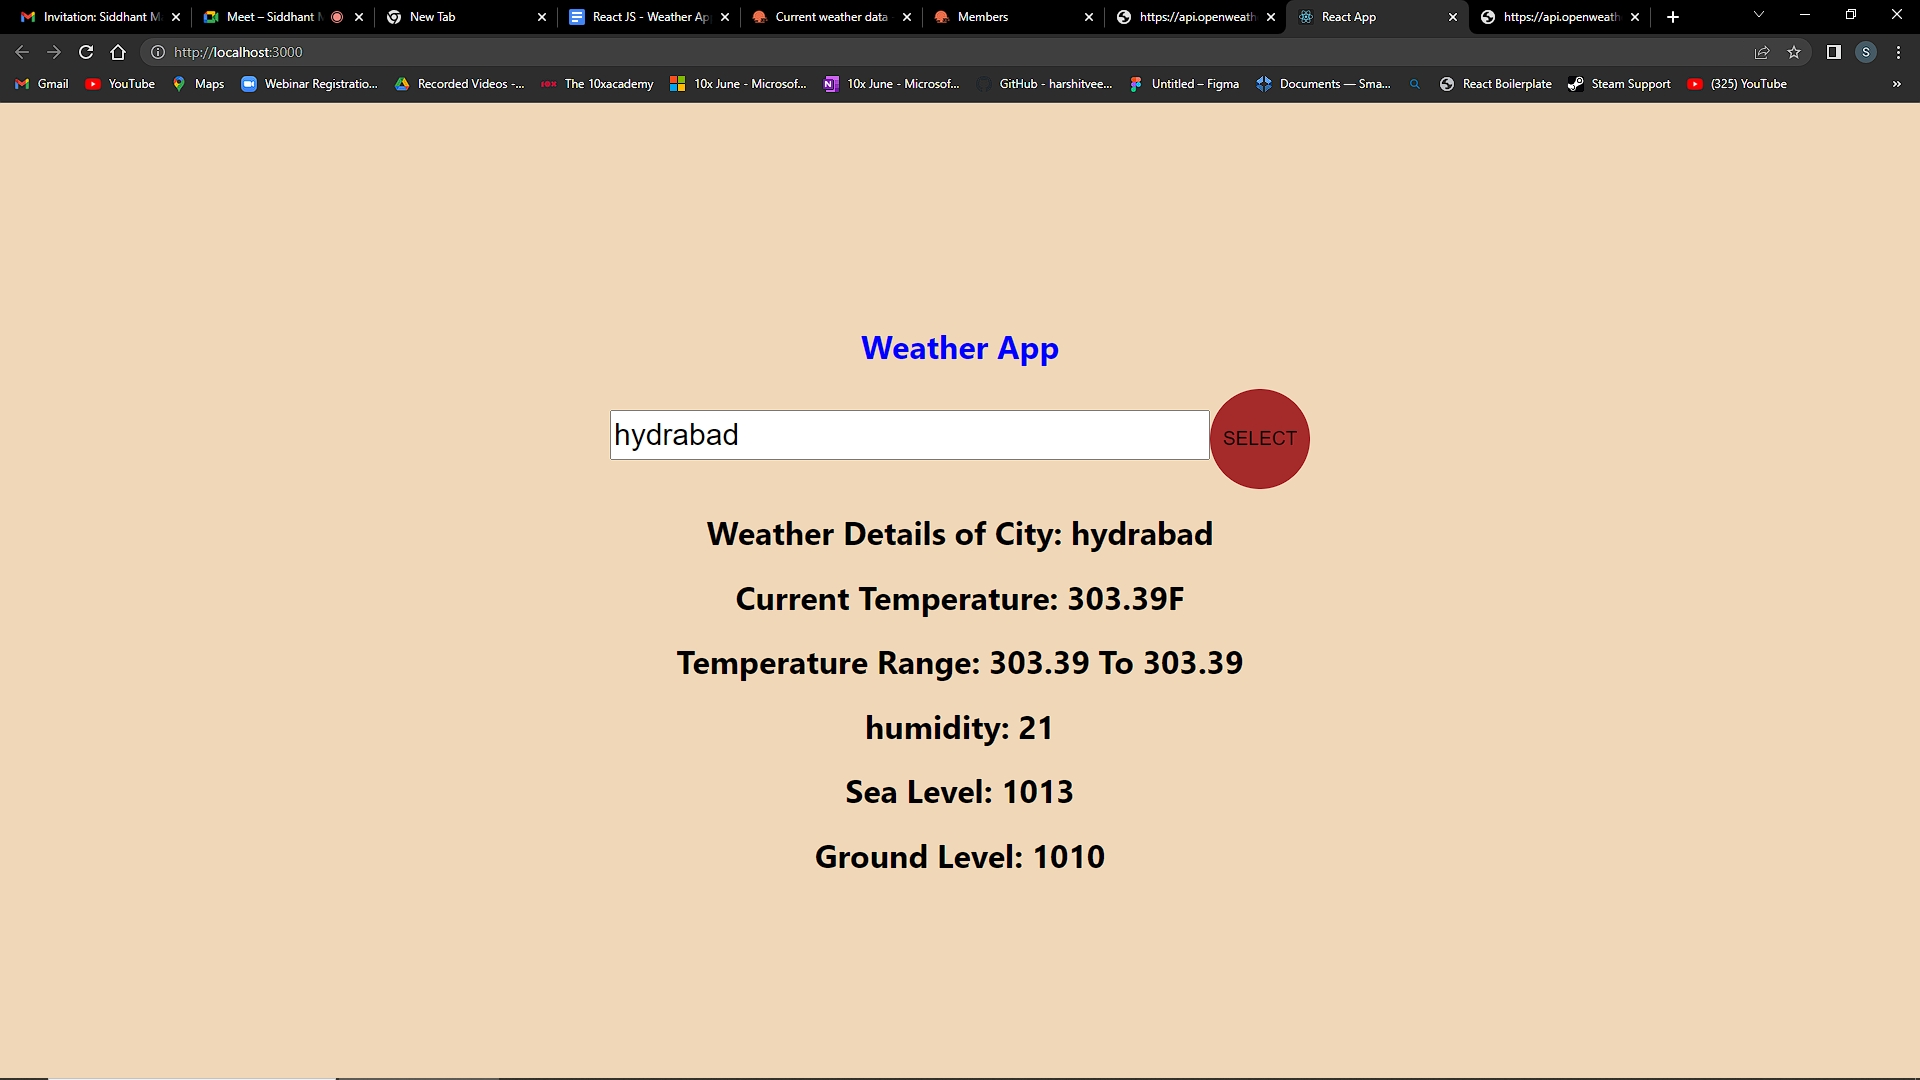 Invitation: Siddhant M
Meet – Siddhant M
New Tab
React JS - Weather Ap
Current weather data
Members
https://api.openweath
React App
https://api.openweath
http://localhost:3000
S
Gmail
YouTube
Maps
Webinar Registratio...
Recorded Videos -...
The 10xacademy
10x June - Microsof...
10x June - Microsof...
GitHub - harshitvee...
Untitled – Figma
Documents — Sma...
React Boilerplate
Steam Support
(325) YouTube
»
Weather App
hydrabad
SELECT
Weather Details of City: hydrabad
Current Temperature: 303.39F
Temperature Range: 303.39 To 303.39
humidity: 21
Sea Level: 1013
Ground Level: 1010